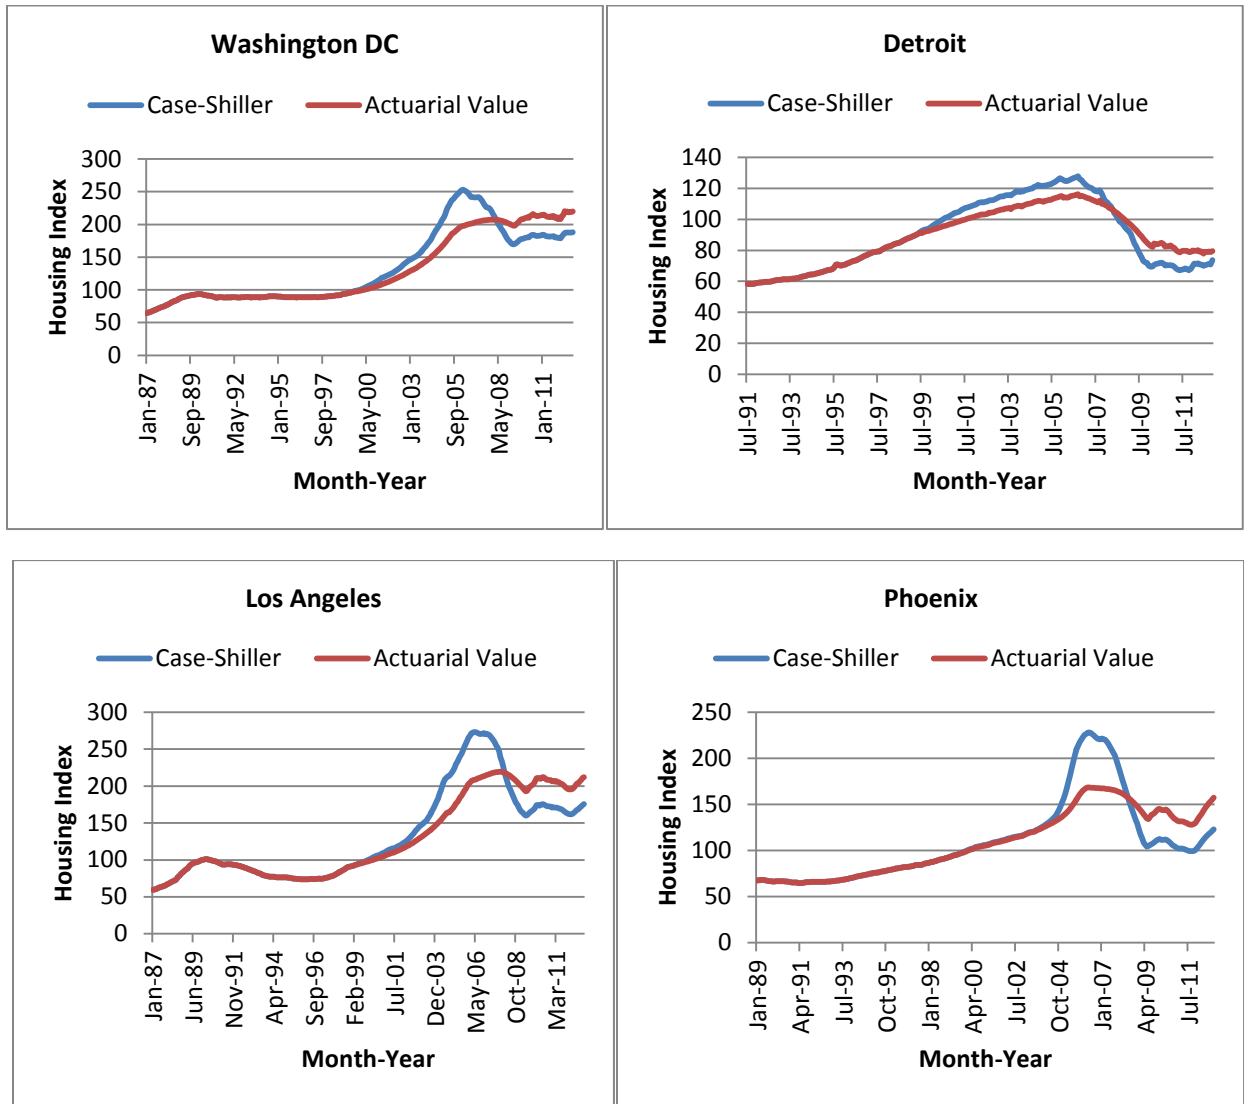 Washington DC
Case-Shiller Actuarial Value
Housing Index
300
250
200
150
100
50
0
Jan-87 Sep-89 May-92 Jan-95 Sep-97 May-00 Jan-03 Sep-05 May-08 Jan-11
Month-Year
Detroit
Case-Shiller Actuarial Value
Housing Index
140
120
100
80
60
40
20
0
Jul-91 Jul-93 Jul-95 Jul-97 Jul-99 Jul-01 Jul-03 Jul-05 Jul-07 Jul-09 Jul-11
Month-Year
Los Angeles
Case-Shiller Actuarial Value
Housing Index
300
250
200
150
100
50
0
Jan-87 Jun-89 Nov-91 Apr-94 Sep-96 Feb-99 Jul-01 Dec-03 May-06 Oct-08 Mar-11
Month-Year
Phoenix
Case-Shiller Actuarial Value
Housing Index
250
200
150
100
50
0
Jan-89 Apr-91 Jul-93 Oct-95 Jan-98 Apr-00 Jul-02 Oct-04 Jan-07 Apr-09 Jul-11
Month-Year